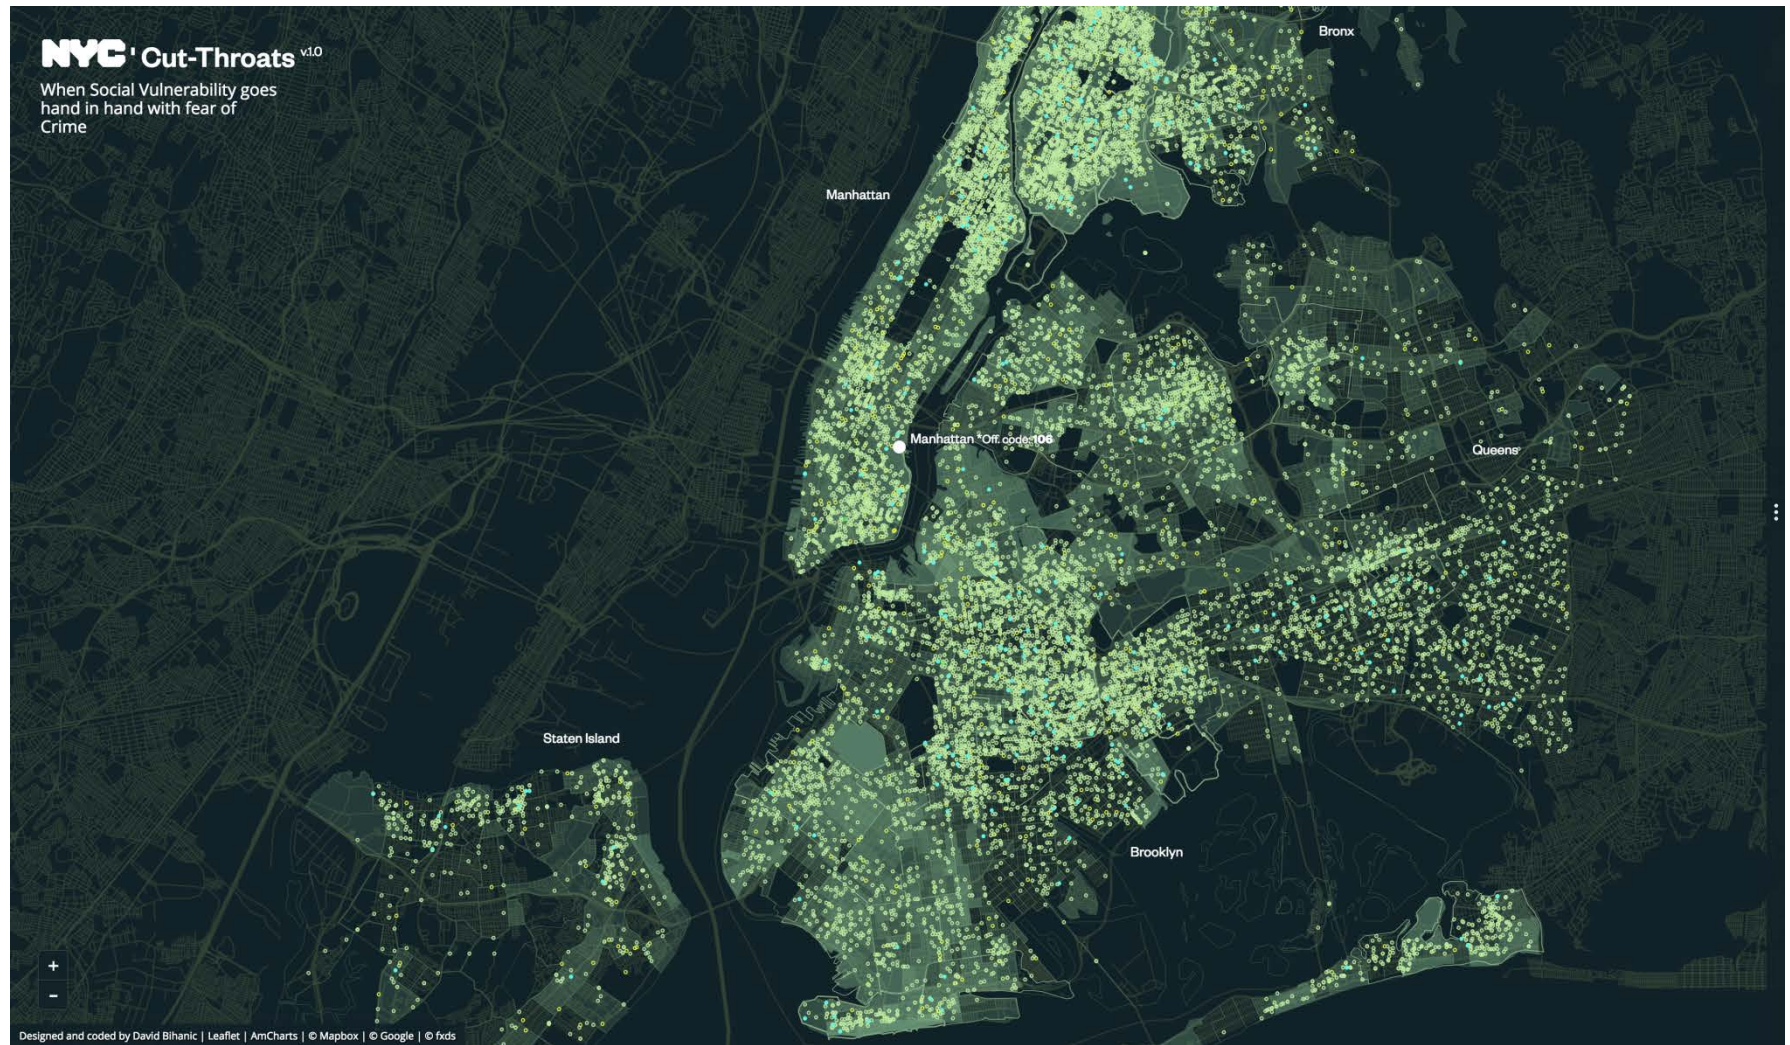 NYC ' Cut-Throats v.1.0
When Social Vulnerability goes
hand in hand with fear of
Crime
Bronx
Manhattan
Manhattan *Off. code: 106
Queens
Staten Island
Brooklyn
+
−
Designed and coded by David Bihanic | Leaflet | AmCharts | © Mapbox | © Google | © fxds